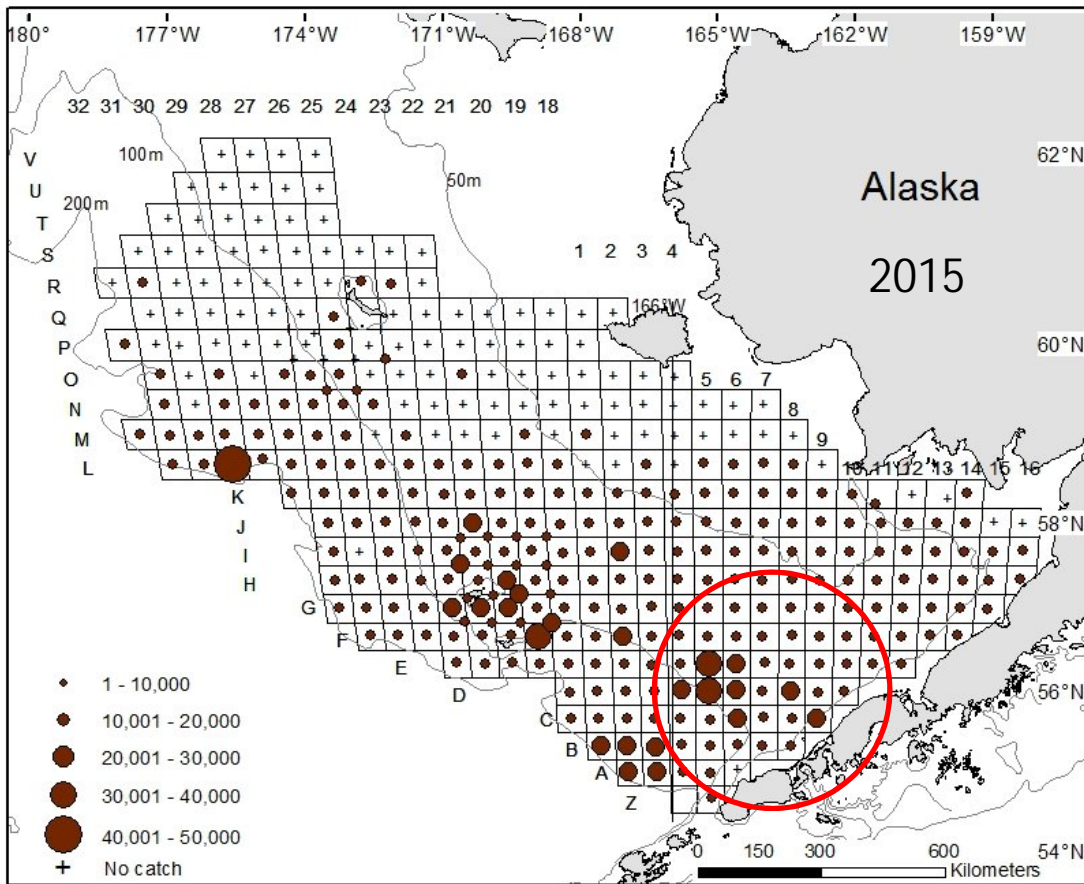 180° 177°W 174°W 171°W 168°W 165°W 162°W 159°W
32 31 30 29 28 27 26 25 24 23 22 21 20 19 18
V
100m
62°N
U
50m
Alaska
200m
T
S
1 2 3 4
R
2015
Q
166°W
P
60°N
O
5 6 7
N
8
M
9
L
10 11 12 13 14 15 16
K
J
58°N
I
H
G
F
E
D
1 - 10,000
56°N
10,001 - 20,000
C
20,001 - 30,000
B
A
30,001 - 40,000
Z
40,001 - 50,000
54°N
No catch
0 150 300 600
Kilometers